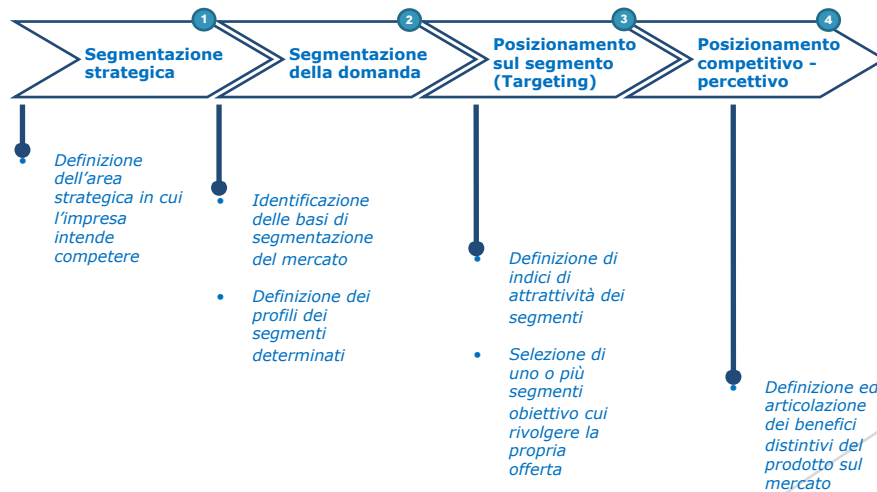 1
Segmentazione
strategica
2
Segmentazione
della domanda
3
Posizionamento
sul segmento
(Targeting)
4
Posizionamento
competitivo -
percettivo
• Definizione
dell'area
strategica in cui
l'impresa
intende
competere
• Identificazione
delle basi di
segmentazione
del mercato
• Definizione dei
profili dei
segmenti
determinati
• Definizione di
indici di
attrattività dei
segmenti
• Selezione di
uno o più
segmenti
obiettivo cui
rivolgere la
propria
offerta
• Definizione ed
articolazione
dei benefici
distintivi del
prodotto sul
mercato